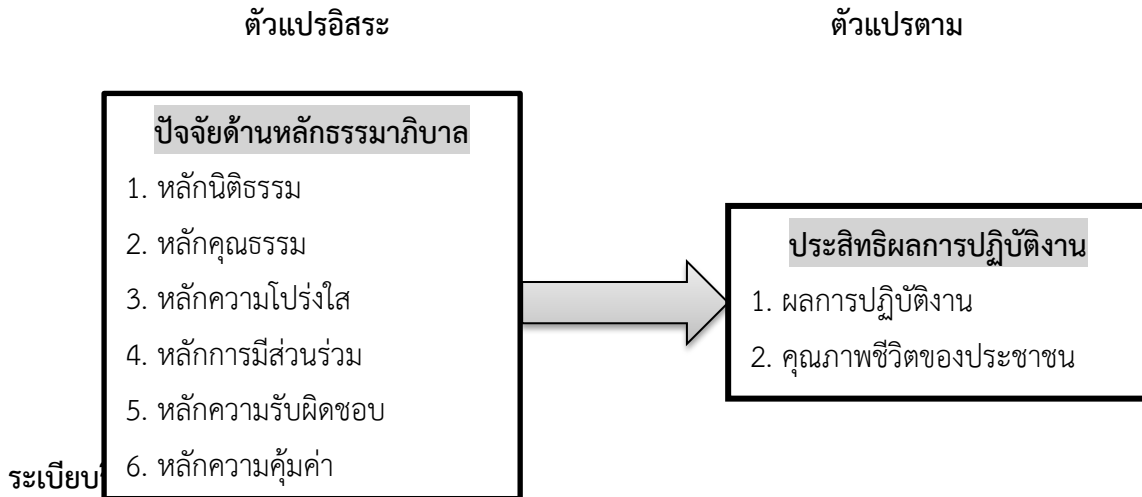 ตัวแปรอิสระ
ตัวแปรตาม
ปัจจัยด้านหลักธรรมาภิบาล
1. หลักนิติธรรม
2. หลักคุณธรรม
3. หลักความโปร่งใส
4. หลักการมีส่วนร่วม
5. หลักความรับผิดชอบ
6. หลักความคุ้มค่า
ประสิทธิผลการปฏิบัติงาน
1. ผลการปฏิบัติงาน
2. คุณภาพชีวิตของประชาชน
ระเบียบ